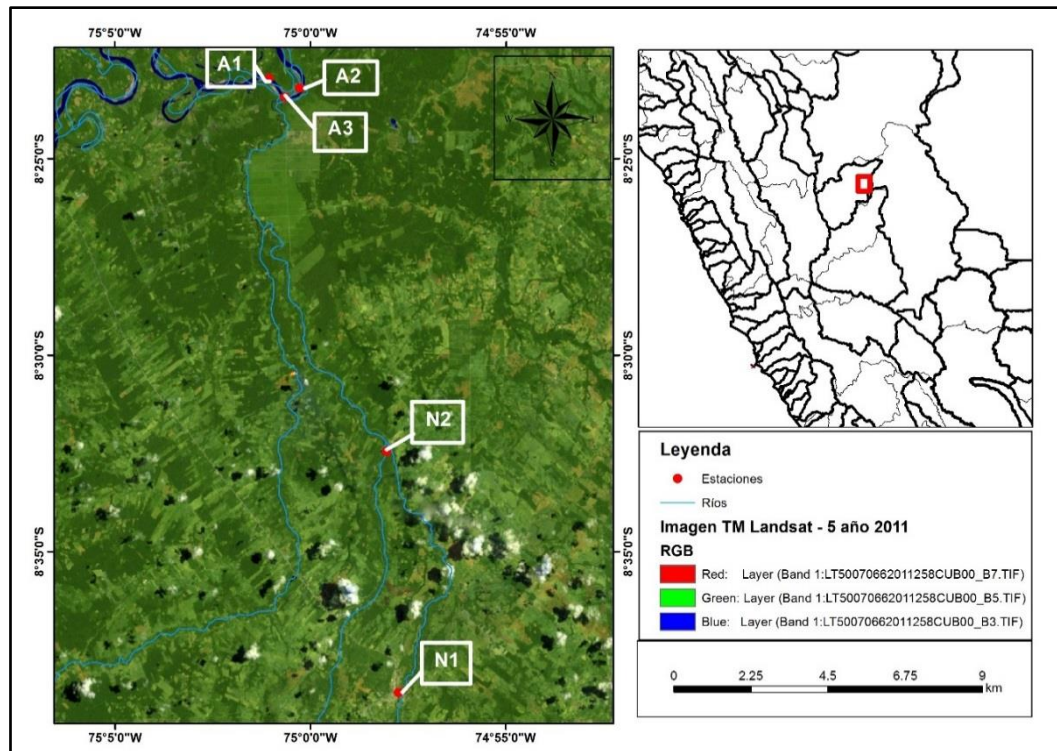 75°5'0"W
75°0'0"W
74°55'0"W
A1
A2
A3
N2
N1
8°25'0"S
8°30'0"S
8°35'0"S
8°25'0"S
8°30'0"S
8°35'0"S
75°5'0"W
75°0'0"W
74°55'0"W
Leyenda
Estaciones
Ríos
Imagen TM Landsat - 5 año 2011
RGB
Red: Layer (Band 1:LT50070662011258CUB00_B7.TIF)
Green: Layer (Band 1:LT50070662011258CUB00_B5.TIF)
Blue: Layer (Band 1:LT50070662011258CUB00_B3.TIF)
0 2.25 4.5 6.75 9
km